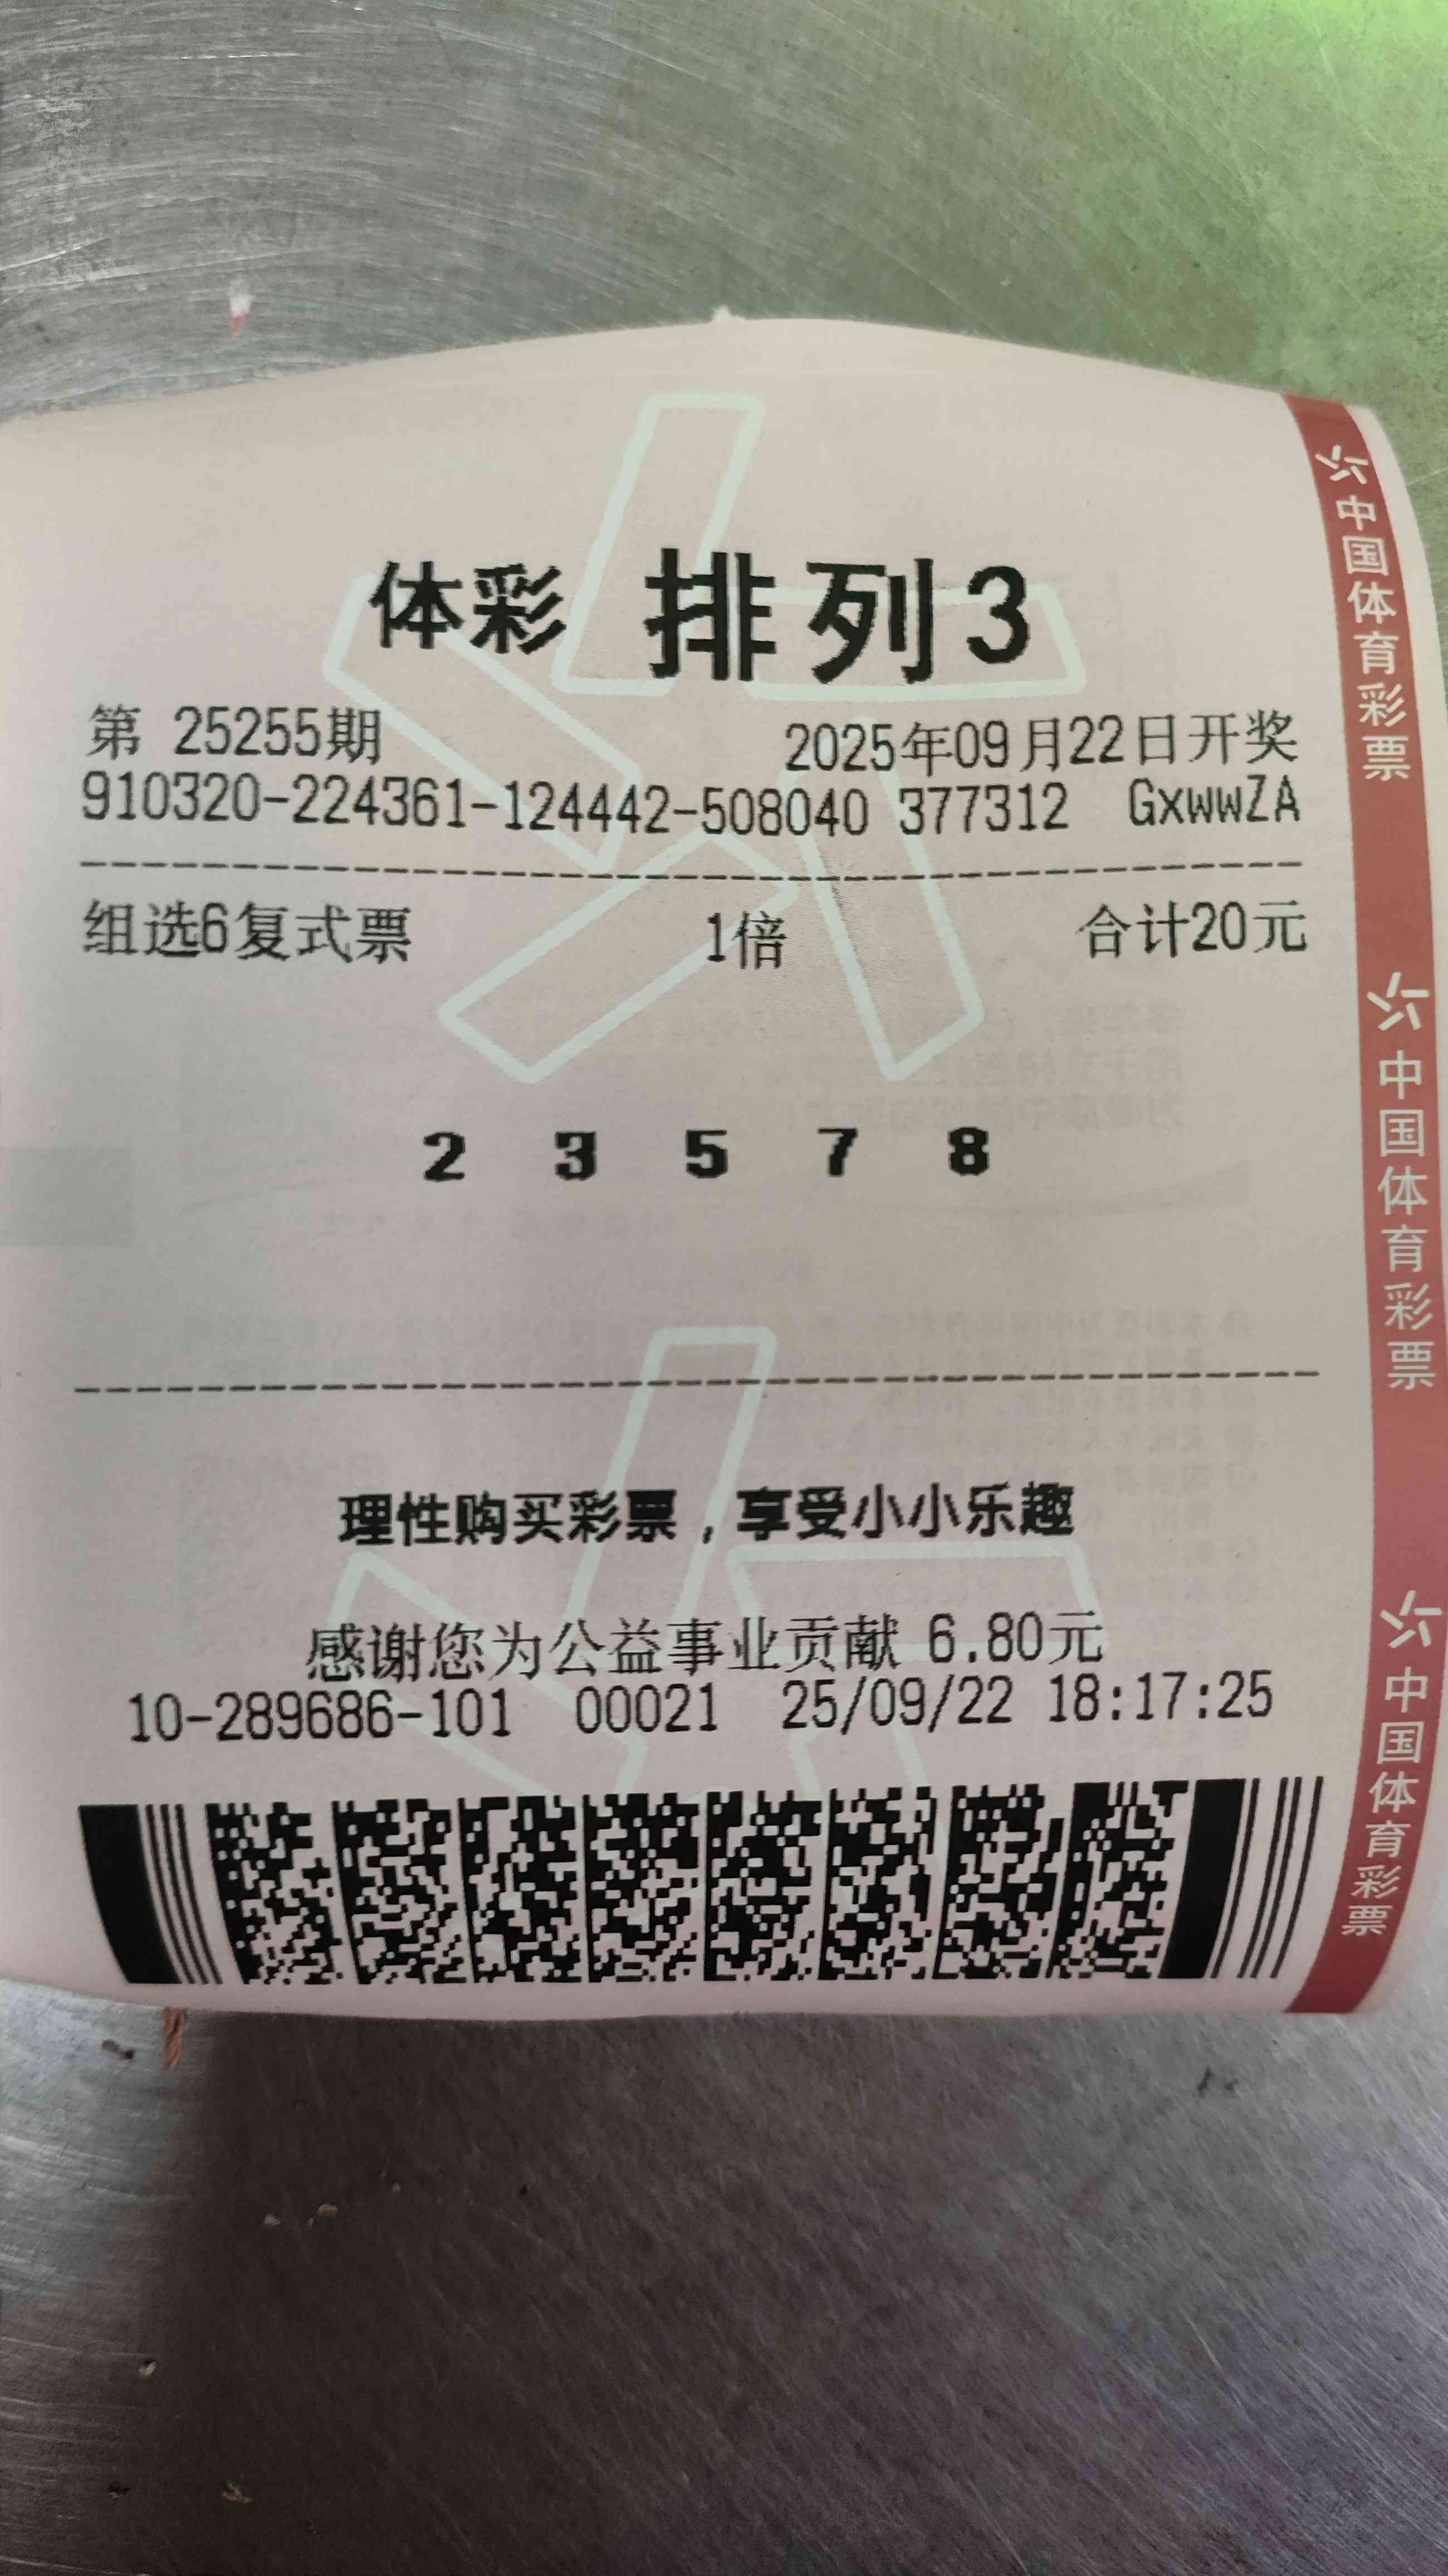 体彩 排列3
第 25255期 2025年09月22日开奖
910320-224361-124442-508040 377312 GxwwZA
组选6复式票 1倍 合计20元
2 3 5 7 8
理性购买彩票，享受小小乐趣
感谢您为公益事业贡献 6.80元
10-289686-101 00021 25/09/22 18:17:25
中国体育彩票
中国体育彩票
中国体育彩票